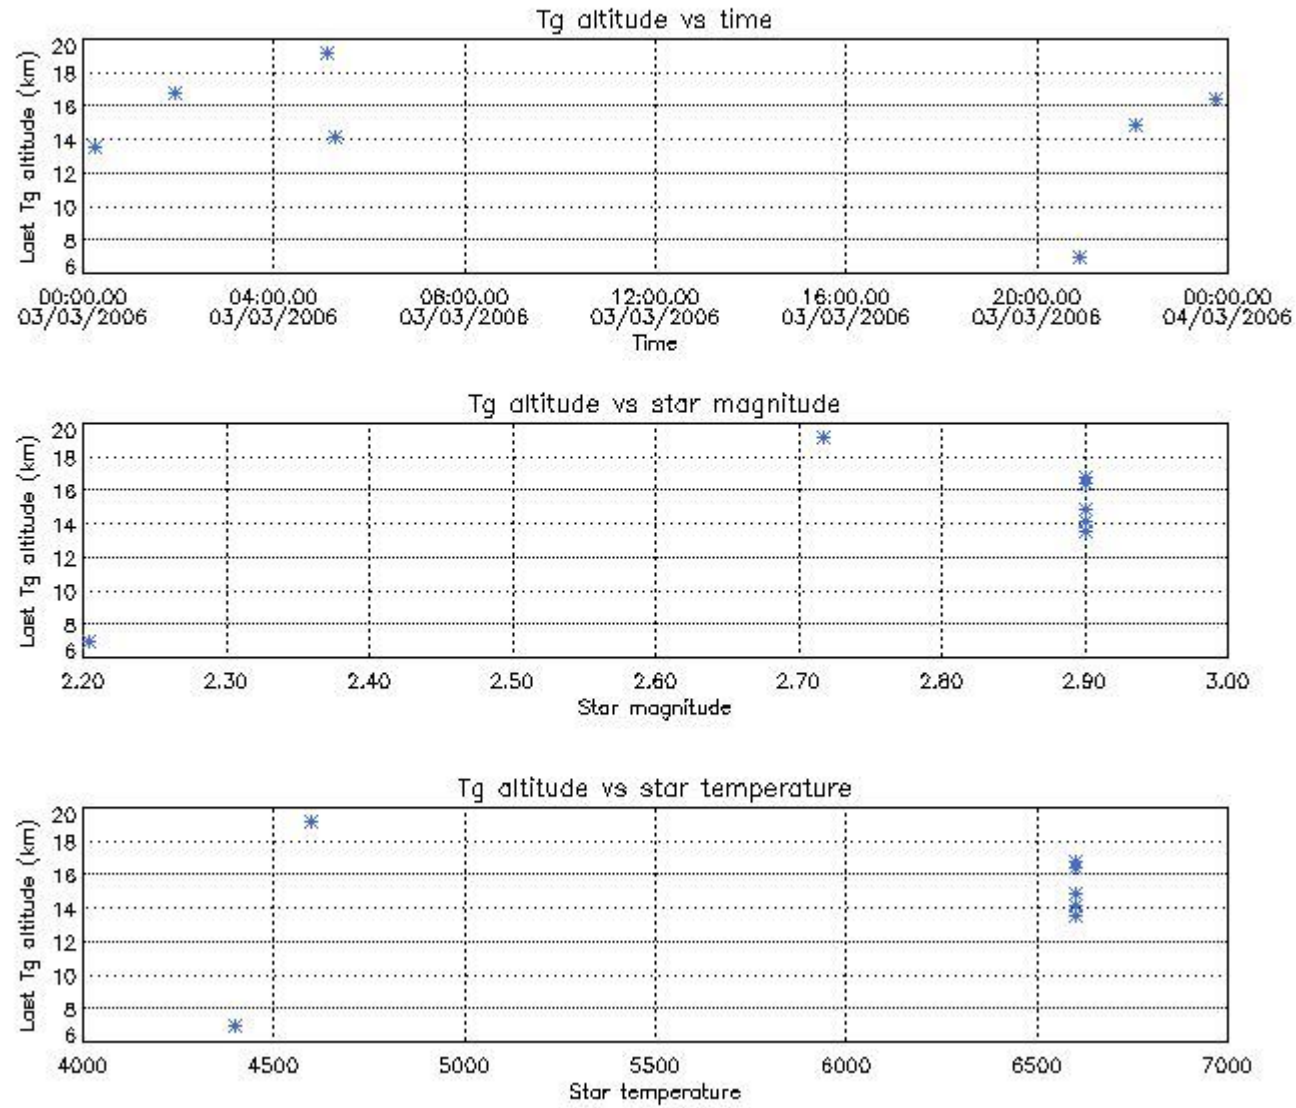 Tg altitude vs time
Last Tg altitude (km)
20
18
16
14
12
10
8
6
00:00.00 04:00.00 08:00.00 12:00.00 16:00.00 20:00.00 00:00.00
03/03/2006 03/03/2006 03/03/2006 03/03/2006 03/03/2006 03/03/2006 04/03/2006
Time
Tg altitude vs star magnitude
Last Tg altitude (km)
20
18
16
14
12
10
8
6
2.20 2.30 2.40 2.50 2.60 2.70 2.80 2.90 3.00
Star magnitude
Tg altitude vs star temperature
Last Tg altitude (km)
20
18
16
14
12
10
8
6
4000 4500 5000 5500 6000 6500 7000
Star temperature